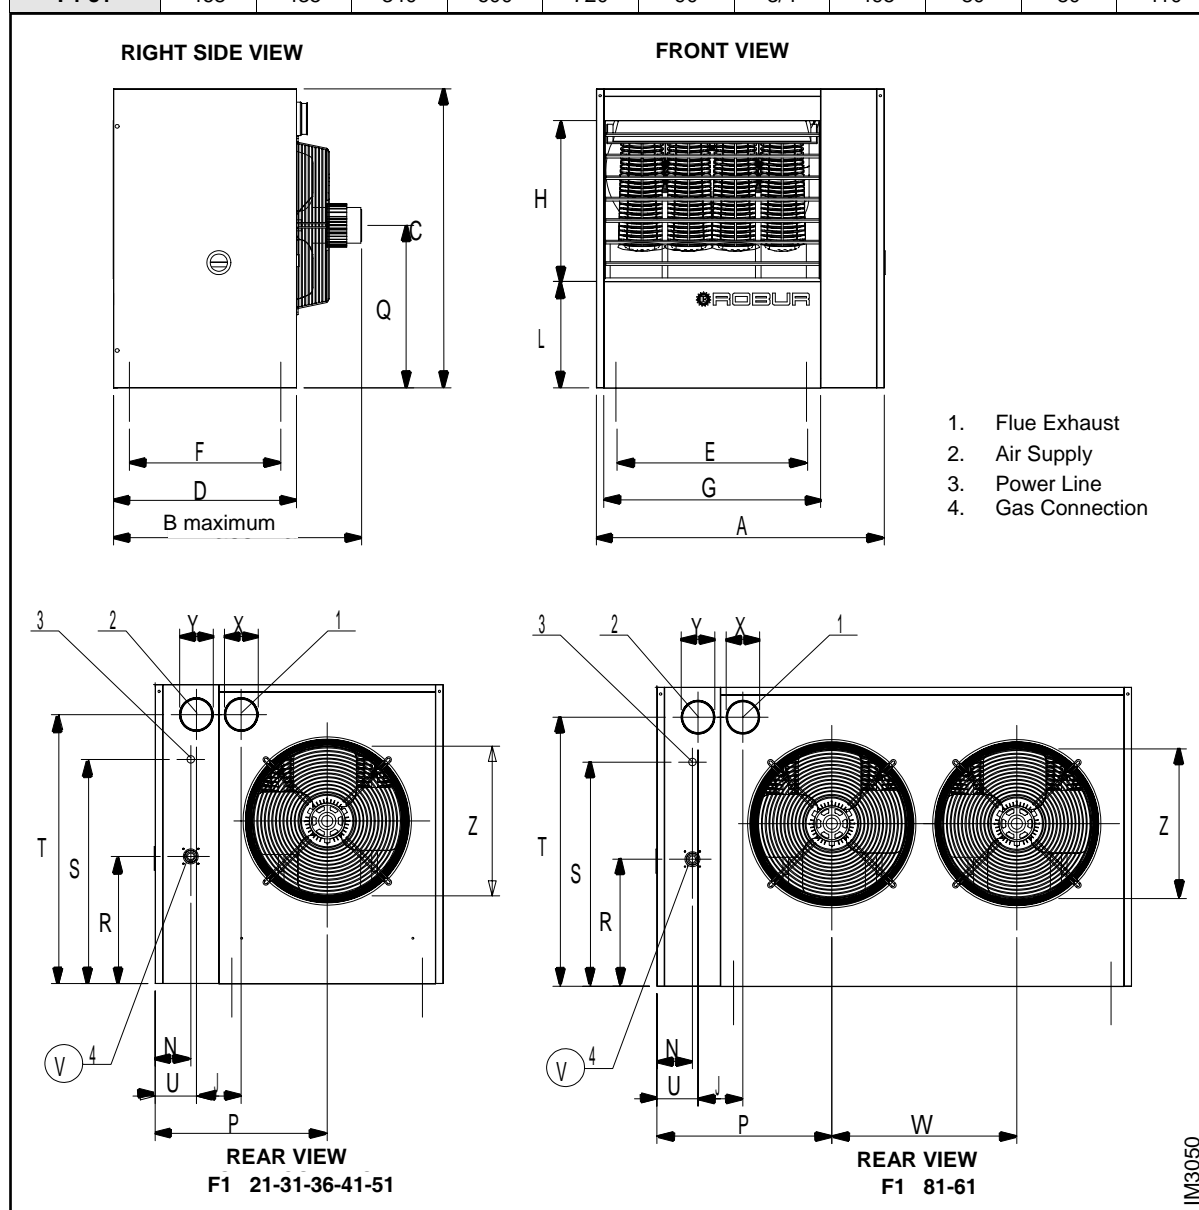 RIGHT SIDE VIEW
FRONT VIEW
H
C
Q
ROBUR
L
F
E
D
G
B maximum
A
1. Flue Exhaust
2. Air Supply
3. Power Line
4. Gas Connection
3 2 Y X 1
3 2 Y X 1
Z
T
S
R
Z
T
S
R
V 4
N
U J
P
V 4
N
U J
P W
REAR VIEW
F1 21-31-36-41-51
REAR VIEW
F1 81-61
IM3050